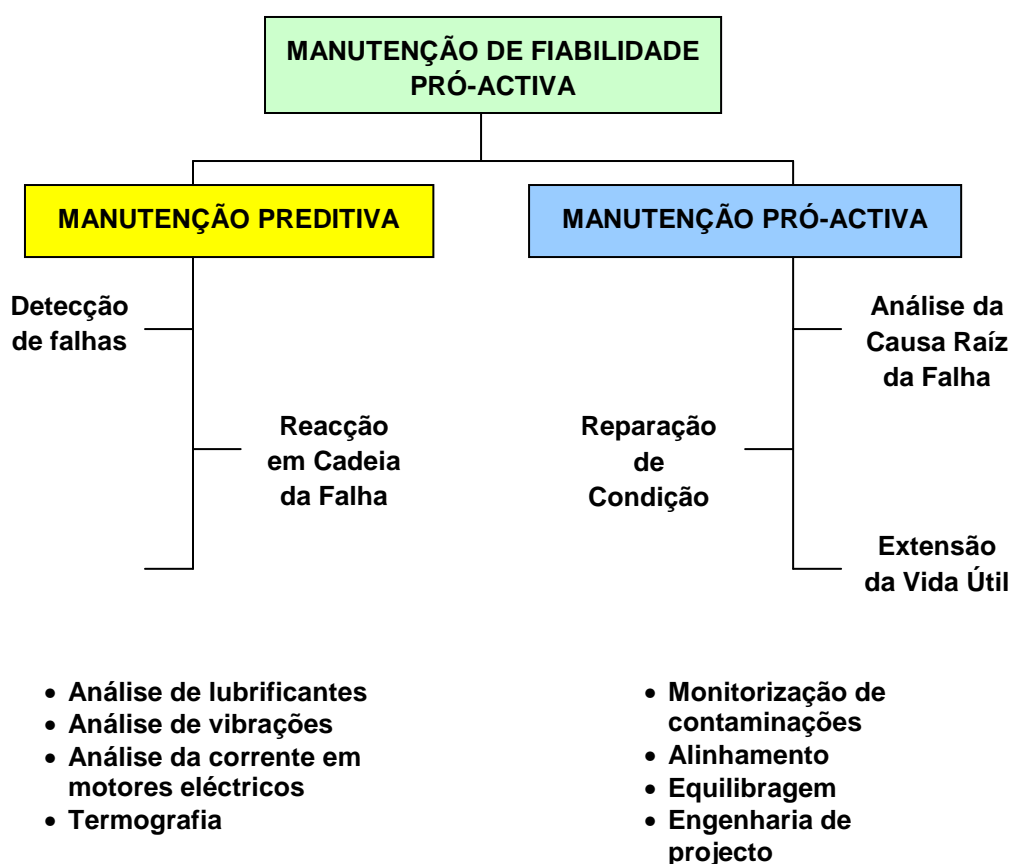 MANUTENÇÃO DE FIABILIDADE
PRÓ-ACTIVA
MANUTENÇÃO PREDITIVA
MANUTENÇÃO PRÓ-ACTIVA
Detecção
de falhas
Análise da
Causa Raíz
da Falha
Reacção
em Cadeia
da Falha
Reparação
de
Condição
Extensão
da Vida Útil
• Análise de lubrificantes
• Análise de vibrações
• Análise da corrente em
motores eléctricos
• Termografia
• Monitorização de
contaminações
• Alinhamento
• Equilibragem
• Engenharia de
projecto